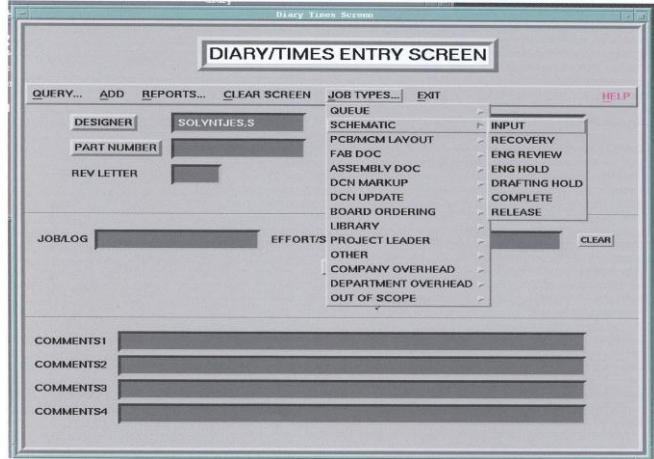 Diary Times Screen
DIARY/TIMES ENTRY SCREEN
QUERY... ADD REPORTS... CLEAR SCREEN JOB TYPES... EXIT HELP
DESIGNER SOLYNTJES,S
PART NUMBER
REV LETTER
QUEUE
SCHEMATIC
PCB/MCM LAYOUT
FAB DOC
ASSEMBLY DOC
DCN MARKUP
DCN UPDATE
BOARD ORDERING
LIBRARY
PROJECT LEADER
OTHER
COMPANY OVERHEAD
DEPARTMENT OVERHEAD
OUT OF SCOPE
INPUT
RECOVERY
ENG REVIEW
ENG HOLD
DRAFTING HOLD
COMPLETE
RELEASE
JOB/LOG EFFORT/S CLEAR
COMMENTS1
COMMENTS2
COMMENTS3
COMMENTS4